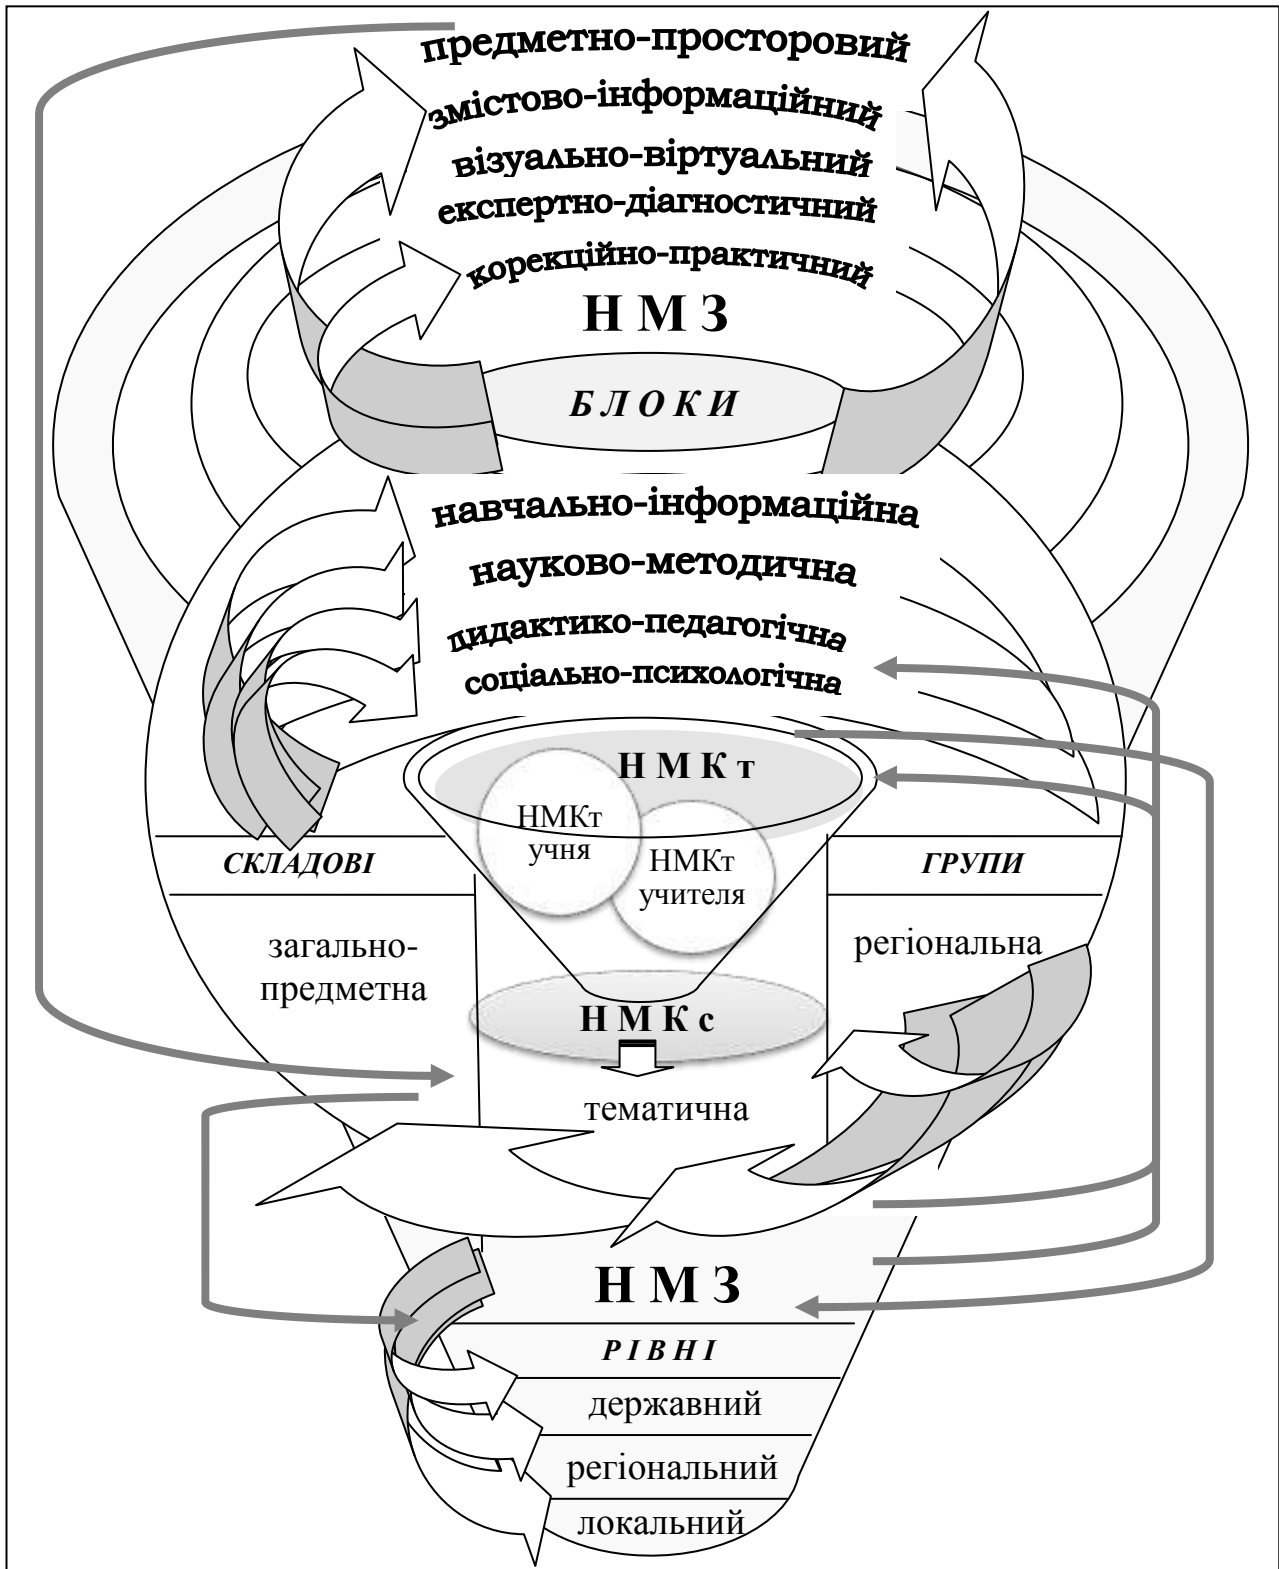 предметно-просторовий
змістово-інформаційний
візуально-віртуальний
експертно-діагностичний
корекційно-практичний
Н М З
Б Л О К И
навчально-інформаційна
науково-методична
дидактико-педагогічна
соціально-психологічна
Н М К т
НМКт
учня
НМКт
учителя
СКЛАДОВІ
ГРУПИ
загально-
предметна
регіональна
Н М К с
тематична
Н М З
Р І В Н І
державний
регіональний
локальний